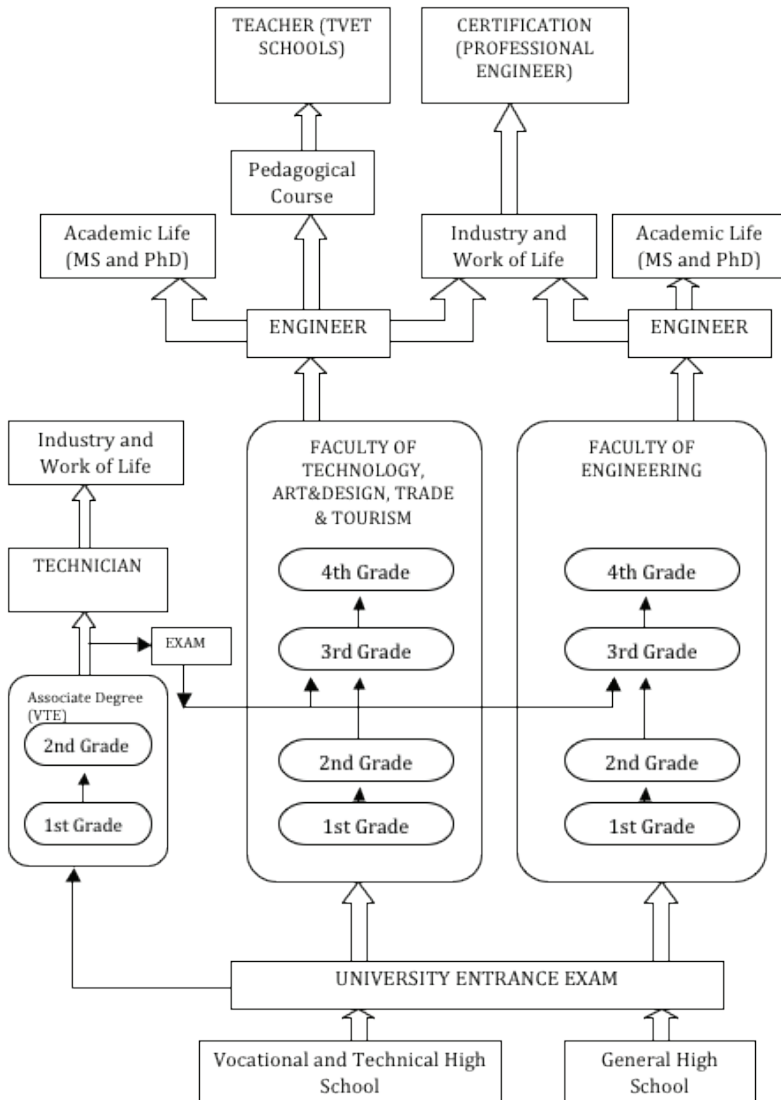 TEACHER (TVET
SCHOOLS)
CERTIFICATION
(PROFESSIONAL
ENGINEER)
Pedagogical
Course
Academic Life
(MS and PhD)
Industry and
Work of Life
Academic Life
(MS and PhD)
ENGINEER
ENGINEER
Industry and
Work of Life
FACULTY OF
TECHNOLOGY,
ART&DESIGN, TRADE
& TOURISM
FACULTY OF
ENGINEERING
TECHNICIAN
4th Grade
4th Grade
EXAM
3rd Grade
3rd Grade
Associate Degree
(VTE)
2nd Grade
2nd Grade
2nd Grade
1st Grade
1st Grade
1st Grade
UNIVERSITY ENTRANCE EXAM
Vocational and Technical High
School
General High
School